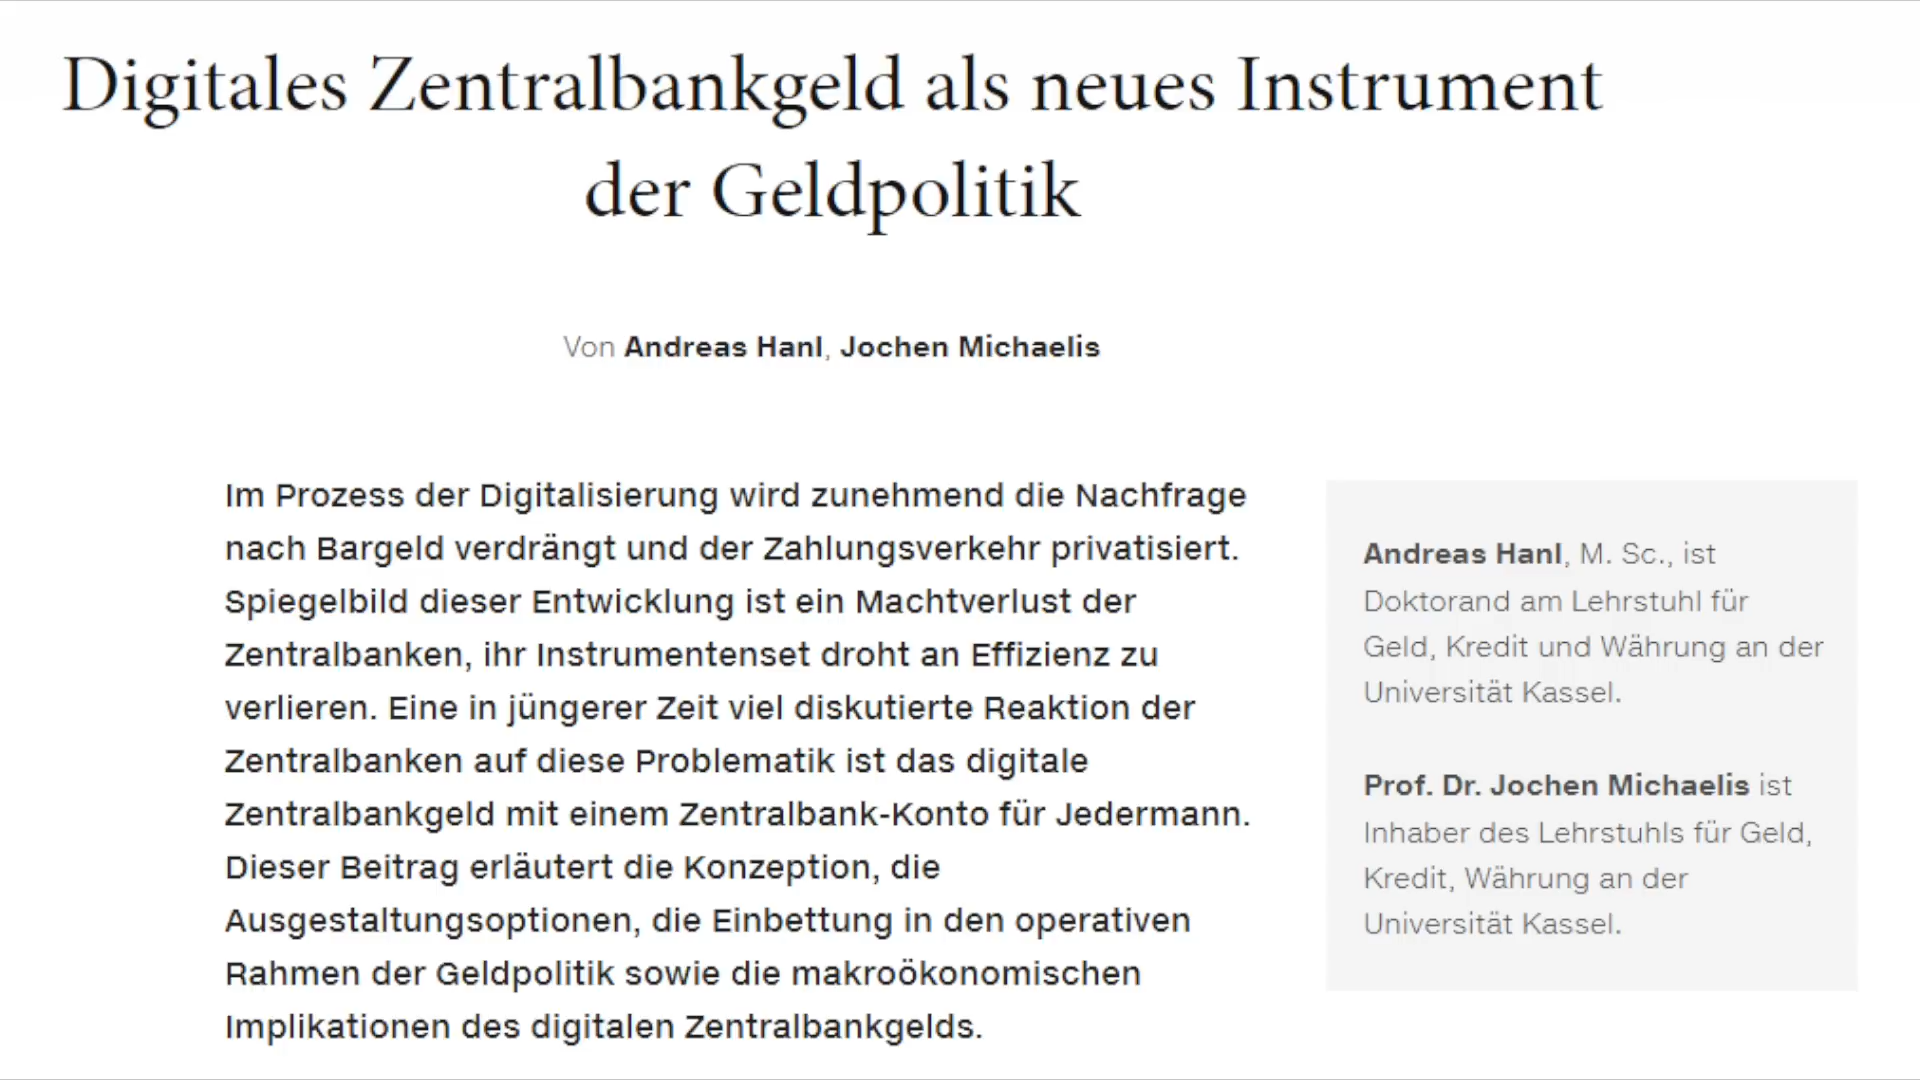 Digitales Zentralbankgeld als neues Instrument
der Geldpolitik
Von Andreas Hanl, Jochen Michaelis
Im Prozess der Digitalisierung wird zunehmend die Nachfrage
nach Bargeld verdrängt und der Zahlungsverkehr privatisiert.
Spiegelbild dieser Entwicklung ist ein Machtverlust der
Zentralbanken, ihr Instrumentenset droht an Effizienz zu
verlieren. Eine in jüngerer Zeit viel diskutierte Reaktion der
Zentralbanken auf diese Problematik ist das digitale
Zentralbankgeld mit einem Zentralbank-Konto für Jedermann.
Dieser Beitrag erläutert die Konzeption, die
Ausgestaltungsoptionen, die Einbettung in den operativen
Rahmen der Geldpolitik sowie die makroökonomischen
Implikationen des digitalen Zentralbankgelds.
Andreas Hanl, M. Sc., ist
Doktorand am Lehrstuhl für
Geld, Kredit und Währung an der
Universität Kassel.
Prof. Dr. Jochen Michaelis ist
Inhaber des Lehrstuhls für Geld,
Kredit, Währung an der
Universität Kassel.